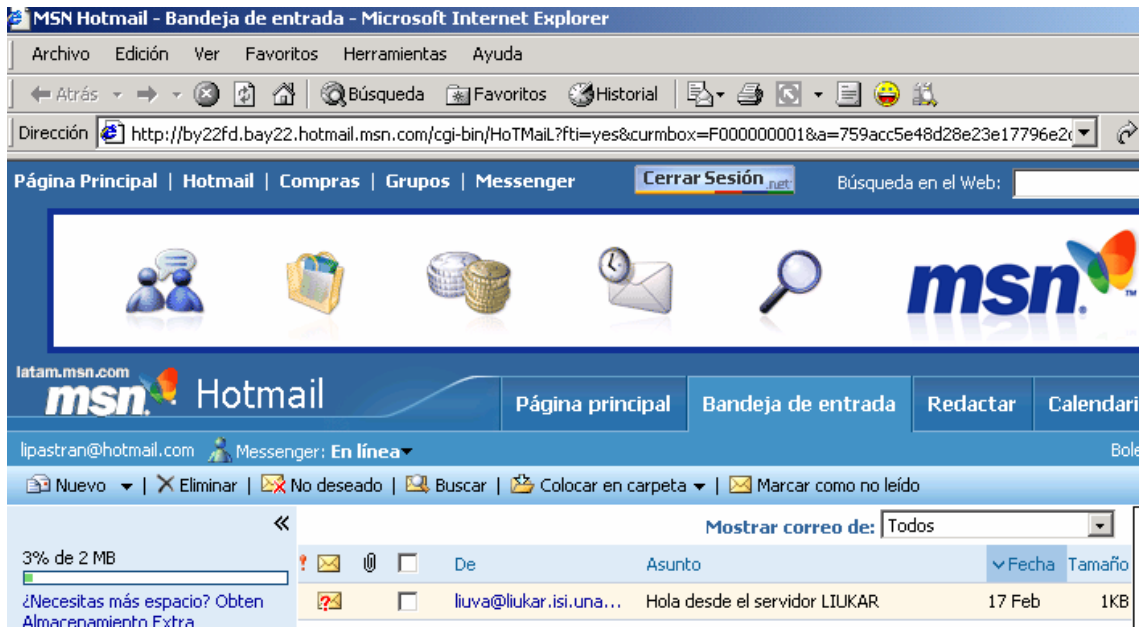 MSN Hotmail - Bandeja de entrada - Microsoft Internet Explorer
Archivo Edición Ver Favoritos Herramientas Ayuda
Atrás Búsqueda Favoritos Historial
Dirección http://by22fd.bay22.hotmail.msn.com/cgi-bin/HoTMaiL?fti=yes&curmbox=F000000001&a=759acc5e48d28e23e17796e2
Página Principal | Hotmail | Compras | Grupos | Messenger Cerrar Sesión .net Búsqueda en el Web:
msn TM
latam.msn.com
msn Hotmail Página principal Bandeja de entrada Redactar Calendari
lipastran@hotmail.com Messenger: En línea Bole
Nuevo | Eliminar | No deseado | Buscar | Colocar en carpeta | Marcar como no leído
« Mostrar correo de: Todos
3% de 2 MB
! De Asunto Fecha Tamaño
¿Necesitas más espacio? Obten
Almacenamiento Extra
liuva@liukar.isi.una... Hola desde el servidor LIUKAR 17 Feb 1KB